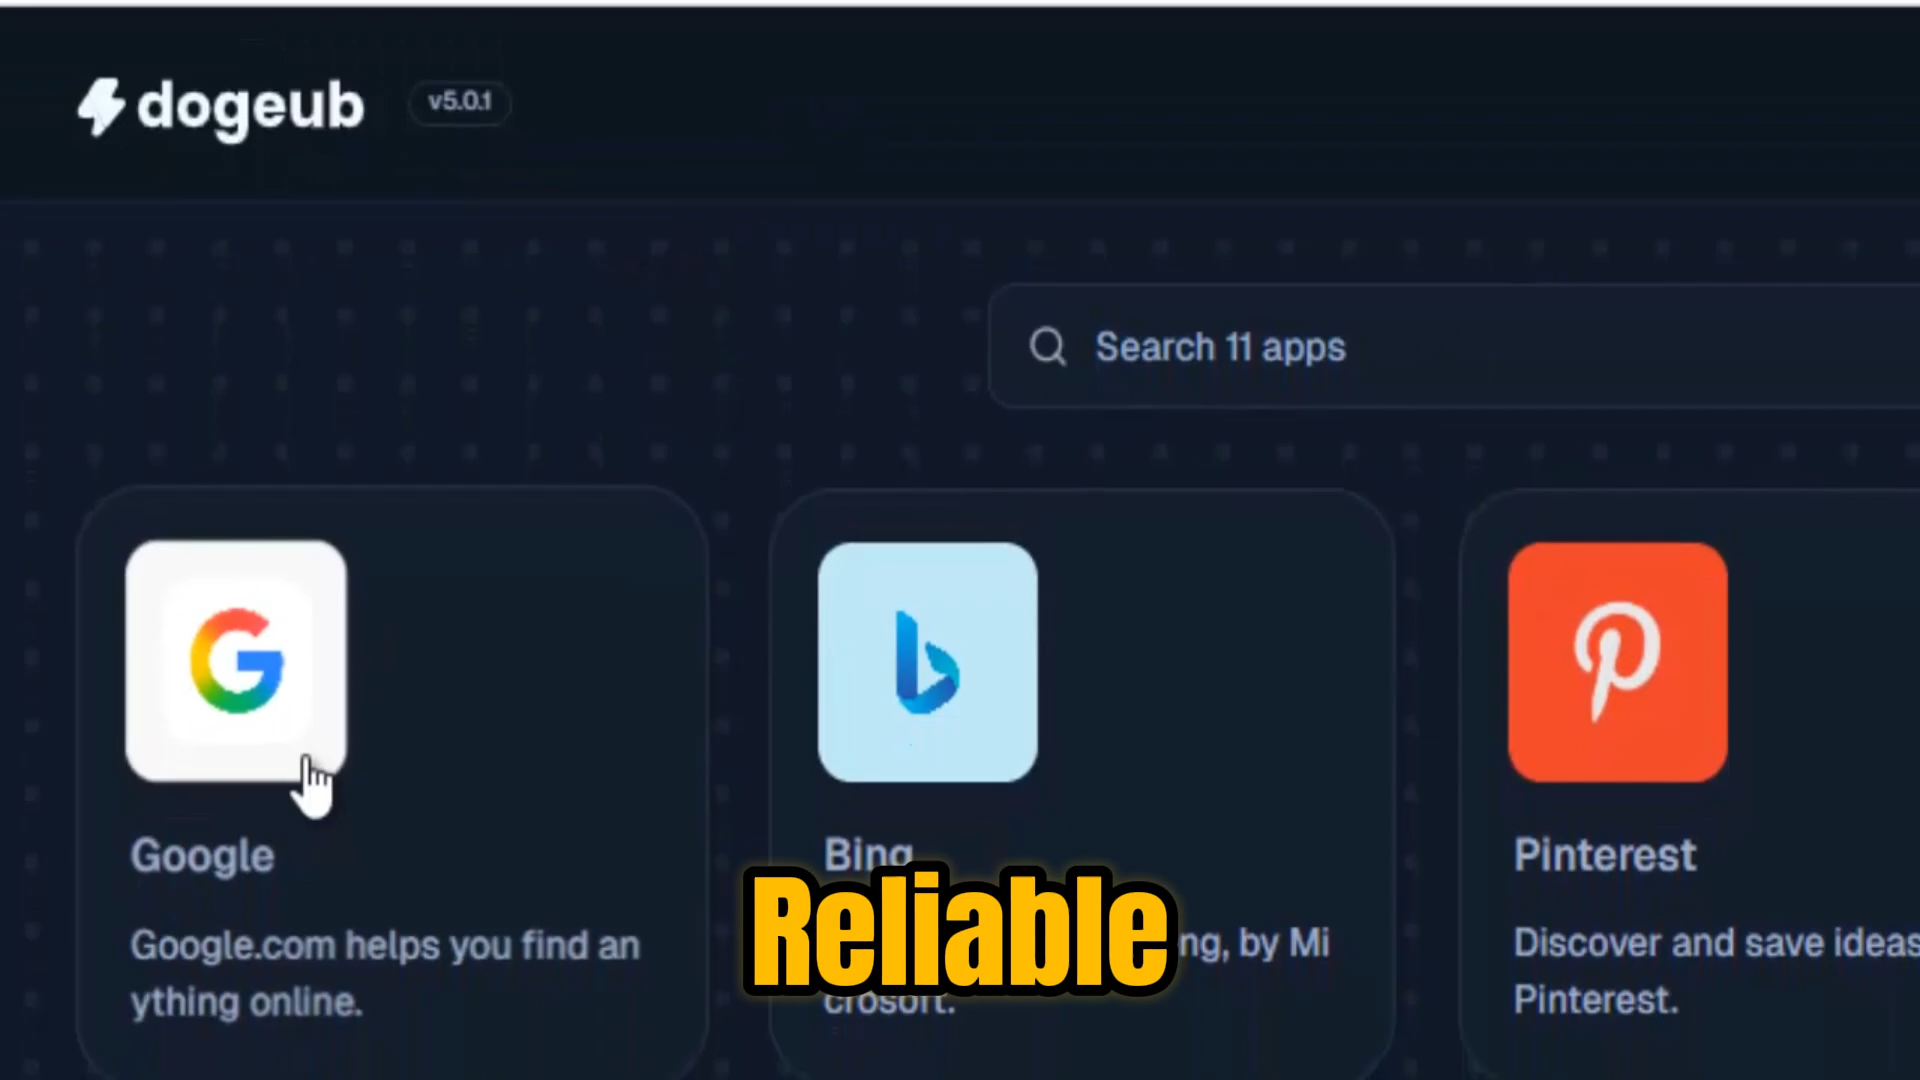 dogeub
v5.0.1
Search 11 apps
Google
Google.com helps you find an
ything online.
Bing
ng, by Mi
crosoft.
Pinterest
Discover and save ideas
Pinterest.
Reliable